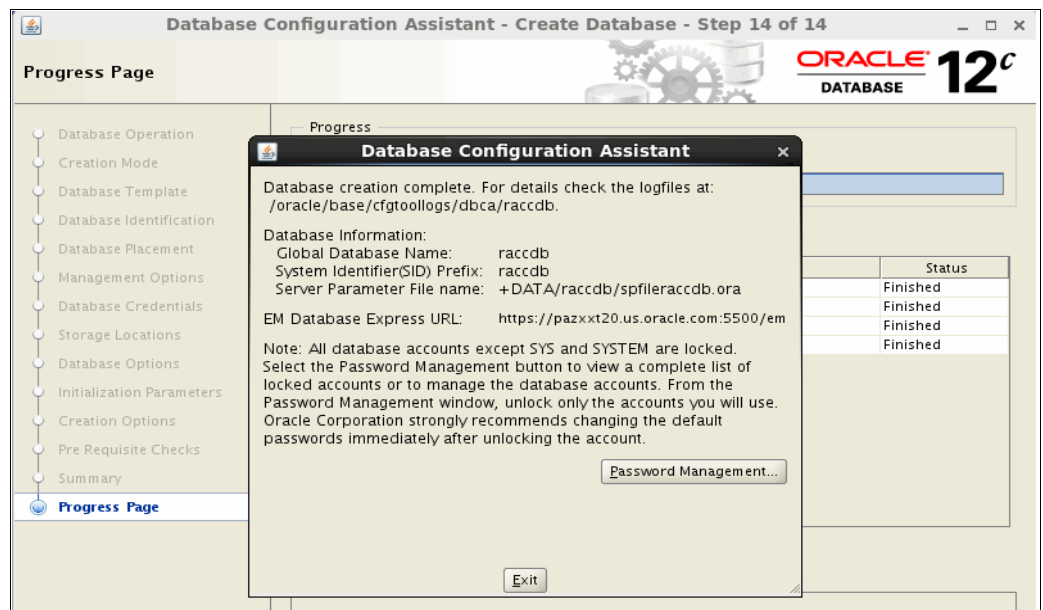 Database Configuration Assistant - Create Database - Step 14 of 14
Progress Page
ORACLE
DATABASE
12c
Database Operation
Creation Mode
Database Template
Database Identification
Database Placement
Management Options
Database Credentials
Storage Locations
Database Options
Initialization Parameters
Creation Options
Pre Requisite Checks
Summary
Progress Page
Progress
Database Configuration Assistant
Database creation complete. For details check the logfiles at:
/oracle/base/cfgtoollogs/dbca/raccdb.
Database Information:
Global Database Name: raccdb
System Identifier(SID) Prefix: raccdb
Server Parameter File name: +DATA/raccdb/spfileraccdb.ora
EM Database Express URL: https://pazxxt20.us.oracle.com:5500/em
Note: All database accounts except SYS and SYSTEM are locked.
Select the Password Management button to view a complete list of
locked accounts or to manage the database accounts. From the
Password Management window, unlock only the accounts you will use.
Oracle Corporation strongly recommends changing the default
passwords immediately after unlocking the account.
Password Management...
Exit
Status
Finished
Finished
Finished
Finished